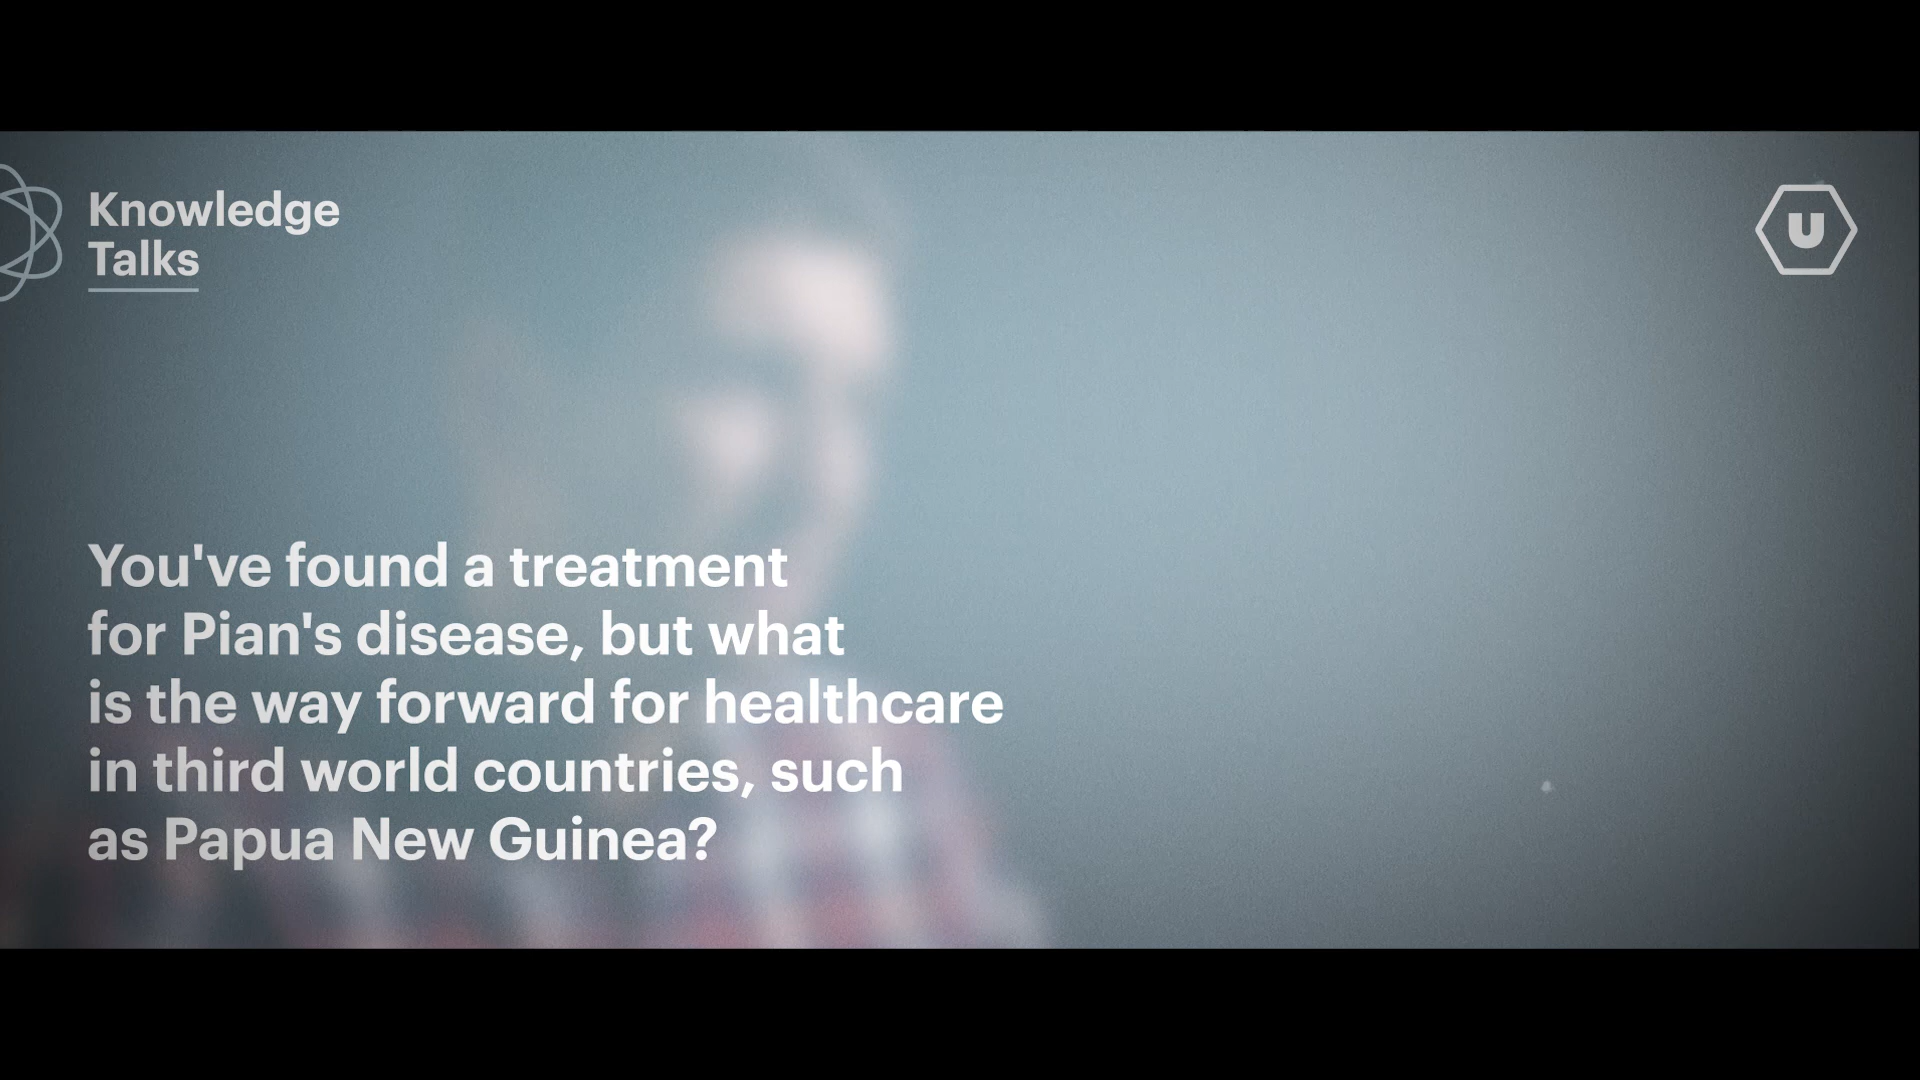 Knowledge
Talks
U
You've found a treatment
for Pian's disease, but what
is the way forward for healthcare
in third world countries, such
as Papua New Guinea?